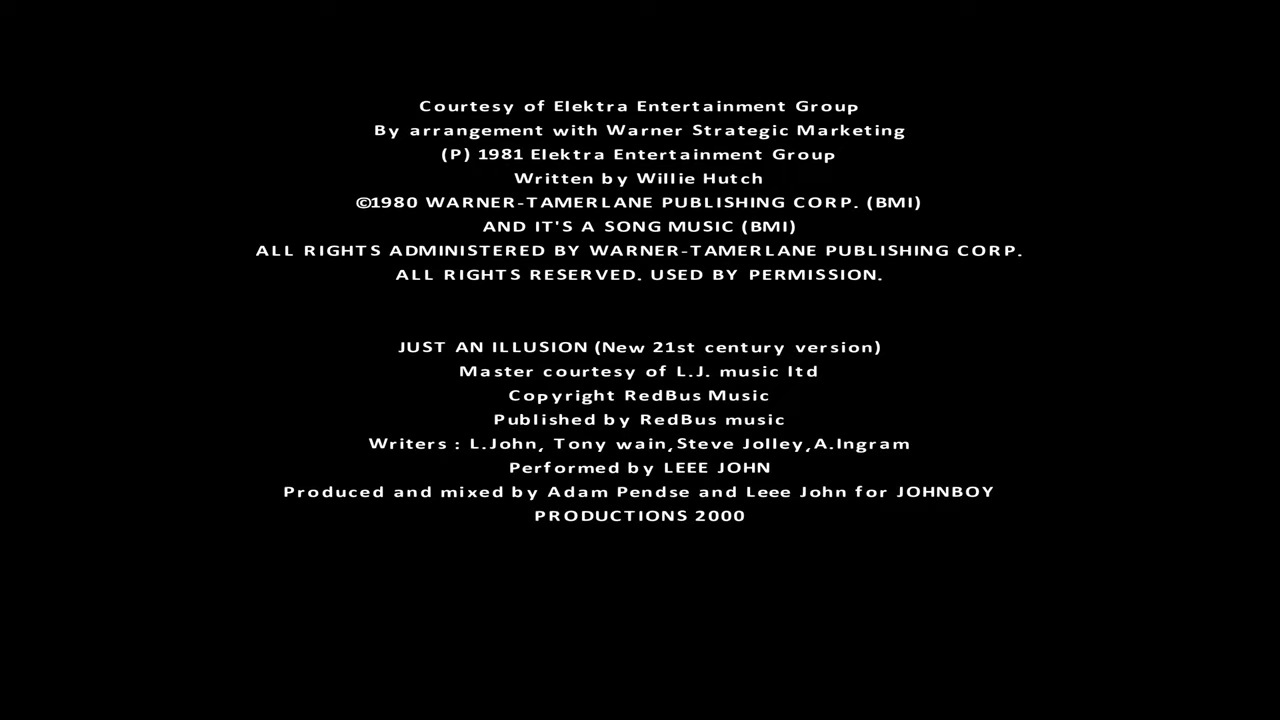 Courtesy of Elektra Entertainment Group
By arrangement with Warner Strategic Marketing
(P) 1981 Elektra Entertainment Group
Written by Willie Hutch
©1980 WARNER-TAMERLANE PUBLISHING CORP. (BMI)
AND IT'S A SONG MUSIC (BMI)
ALL RIGHTS ADMINISTERED BY WARNER-TAMERLANE PUBLISHING CORP.
ALL RIGHTS RESERVED. USED BY PERMISSION.
JUST AN ILLUSION (New 21st century version)
Master courtesy of L.J. music ltd
Copyright RedBus Music
Published by RedBus music
Writers : L.John, Tony wain,Steve Jolley,A.Ingram
Performed by LEEE JOHN
Produced and mixed by Adam Pendse and Leee John for JOHNBOY
PRODUCTIONS 2000